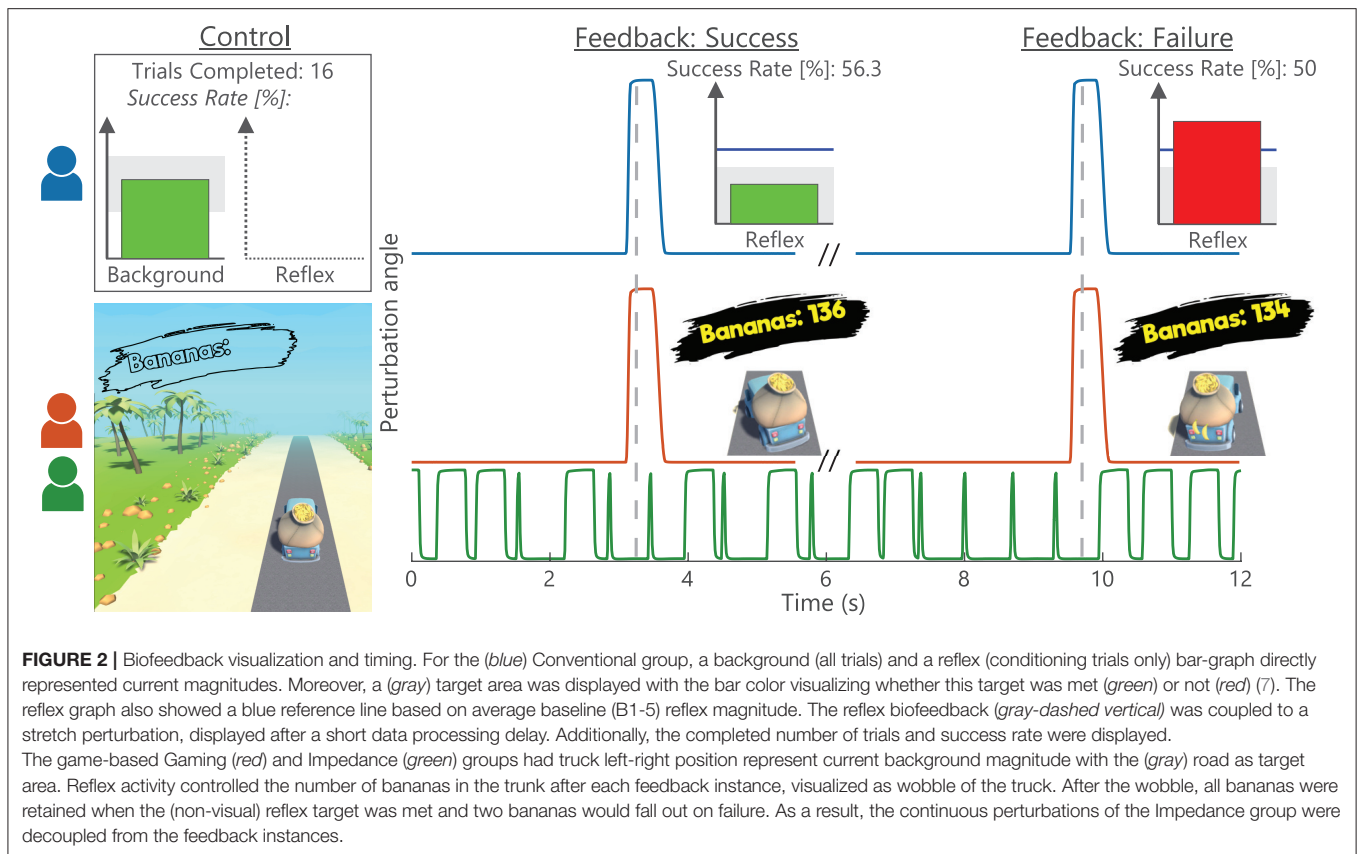 Control
Feedback: Success
Feedback: Failure
Trials Completed: 16
Success Rate [%]:
Background
Reflex
Success Rate [%]: 56.3
Reflex
Success Rate [%]: 50
Reflex
//
//
Perturbation angle
Bananas:
Bananas: 136
Bananas: 134
//
//
0 2 4 6 8 10 12
Time (s)
FIGURE 2 | Biofeedback visualization and timing. For the (blue) Conventional group, a background (all trials) and a reflex (conditioning trials only) bar-graph directly
represented current magnitudes. Moreover, a (gray) target area was displayed with the bar color visualizing whether this target was met (green) or not (red) (7). The
reflex graph also showed a blue reference line based on average baseline (B1-5) reflex magnitude. The reflex biofeedback (gray-dashed vertical) was coupled to a
stretch perturbation, displayed after a short data processing delay. Additionally, the completed number of trials and success rate were displayed.
The game-based Gaming (red) and Impedance (green) groups had truck left-right position represent current background magnitude with the (gray) road as target
area. Reflex activity controlled the number of bananas in the trunk after each feedback instance, visualized as wobble of the truck. After the wobble, all bananas were
retained when the (non-visual) reflex target was met and two bananas would fall out on failure. As a result, the continuous perturbations of the Impedance group were
decoupled from the feedback instances.